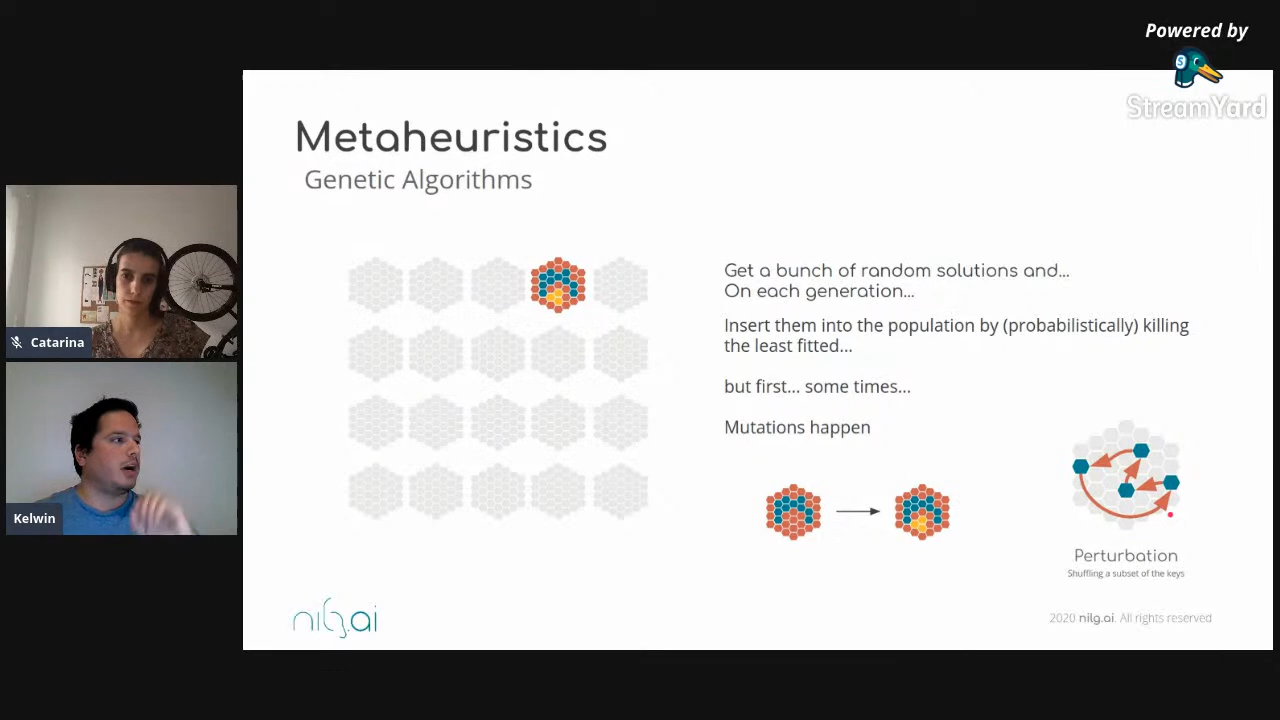 Powered by
StreamYard
Metaheuristics
Genetic Algorithms
Get a bunch of random solutions and...
On each generation...
Insert them into the population by (probabilistically) killing
the least fitted...
but first... some times...
Mutations happen
Perturbation
Shuffling a subset of the keys
Catarina
Kelwin
nilg.ai
2020 nilg.ai. All rights reserved